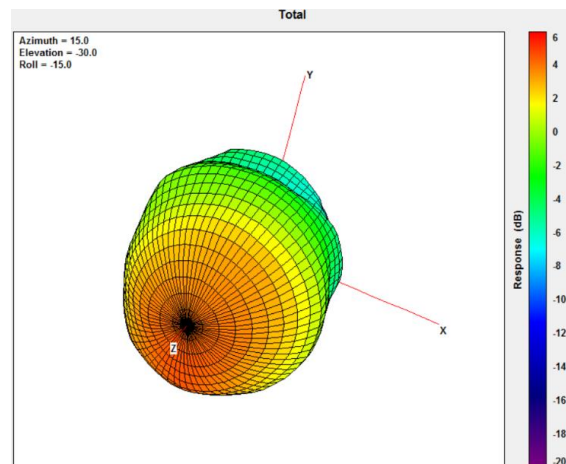 Total
Azimuth = 15.0
Elevation = -30.0
Roll = -15.0
Y
X
Z
Response (dB)
6
4
2
0
-2
-4
-6
-8
-10
-12
-14
-16
-18
-20